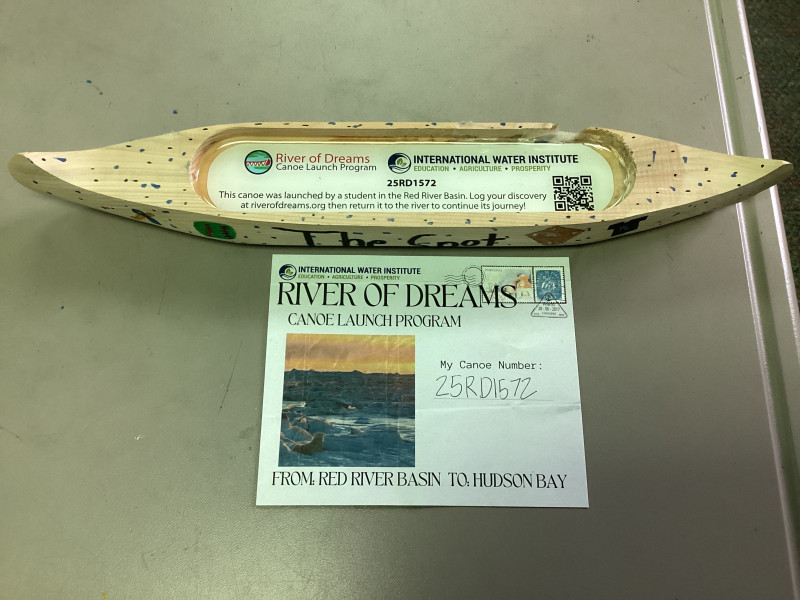 River of Dreams
Canoe Launch Program
INTERNATIONAL WATER INSTITUTE
EDUCATION • AGRICULTURE • PROSPERITY
25RD1572
This canoe was launched by a student in the Red River Basin. Log your discovery
at riverofdreams.org then return it to the river to continue its journey!
The Spot
INTERNATIONAL WATER INSTITUTE
EDUCATION • AGRICULTURE • PROSPERITY
RIVER OF DREAMS
CANOE LAUNCH PROGRAM
My Canoe Number:
25RD1572
FROM: RED RIVER BASIN TO: HUDSON BAY